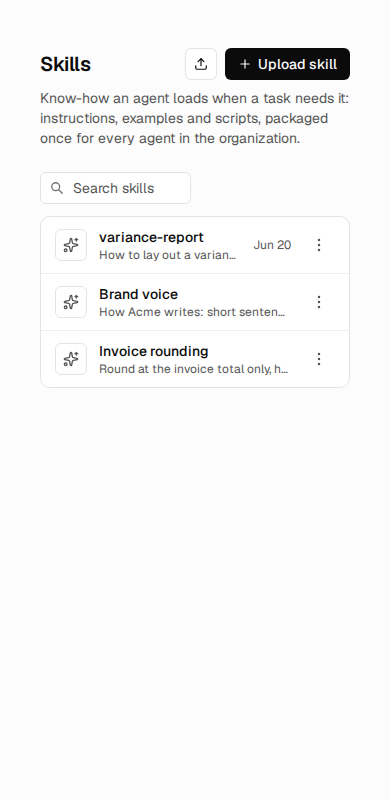 Skills
Upload skill
Know-how an agent loads when a task needs it:
instructions, examples and scripts, packaged
once for every agent in the organization.
Search skills
variance-report
Jun 20
How to lay out a varian…
Brand voice
How Acme writes: short senten…
Invoice rounding
Round at the invoice total only, h…